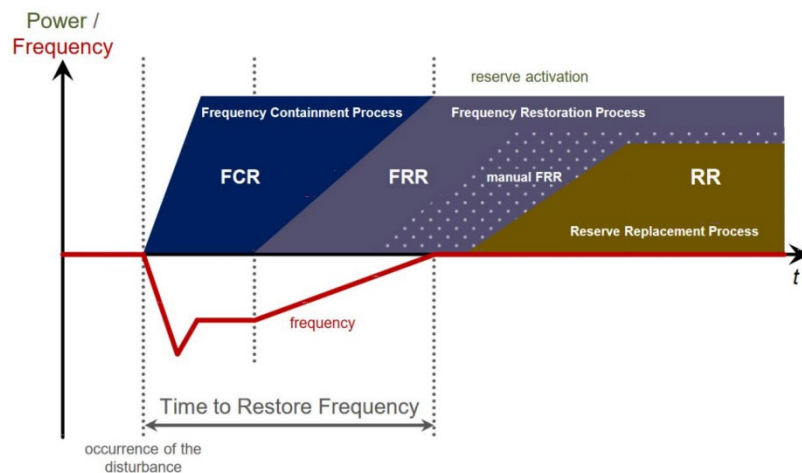 Power /
Frequency
reserve activation
Frequency Containment Process
Frequency Restoration Process
FCR
FRR
manual FRR
RR
Reserve Replacement Process
t
frequency
Time to Restore Frequency
occurrence of the
disturbance